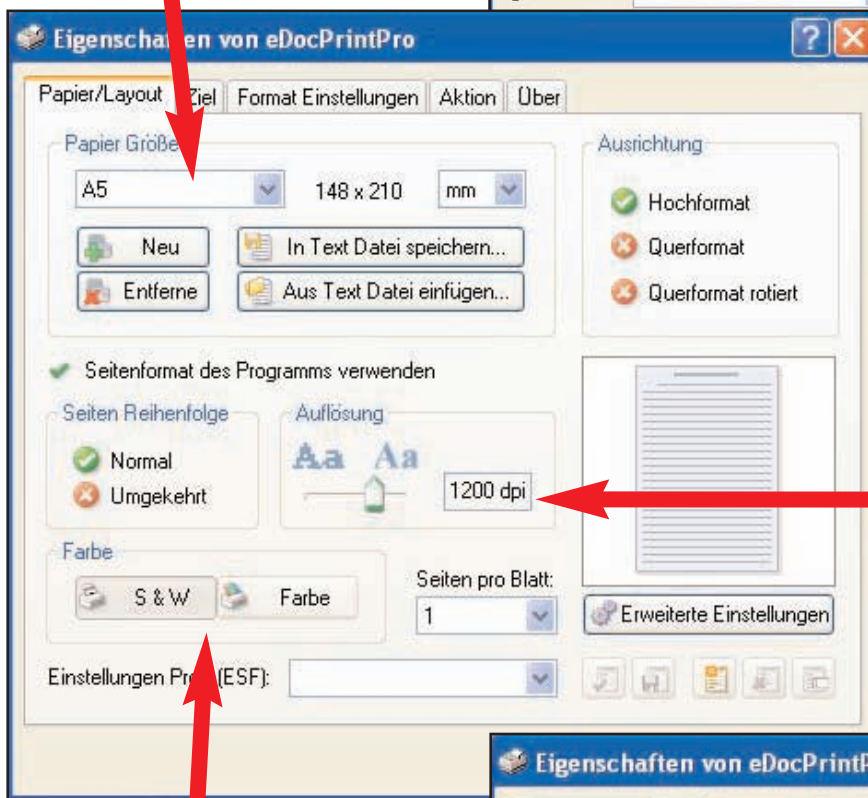 Eigenschaften von eDocPrintPro
Papier/Layout Ziel Format Einstellungen Aktion Über
Papier Größe
A5 148 x 210 mm
Neu In Text Datei speichern...
Entferne Aus Text Datei einfügen...
Ausrichtung
Hochformat
Querformat
Querformat rotiert
Seitenformat des Programms verwenden
Seiten Reihenfolge
Normal
Umgekehrt
Auflösung
Aa Aa
1200 dpi
Farbe
S & W Farbe
Seiten pro Blatt:
1
Erweiterte Einstellungen
Einstellungen (ESF):
Eigenschaften von eDocPrintP